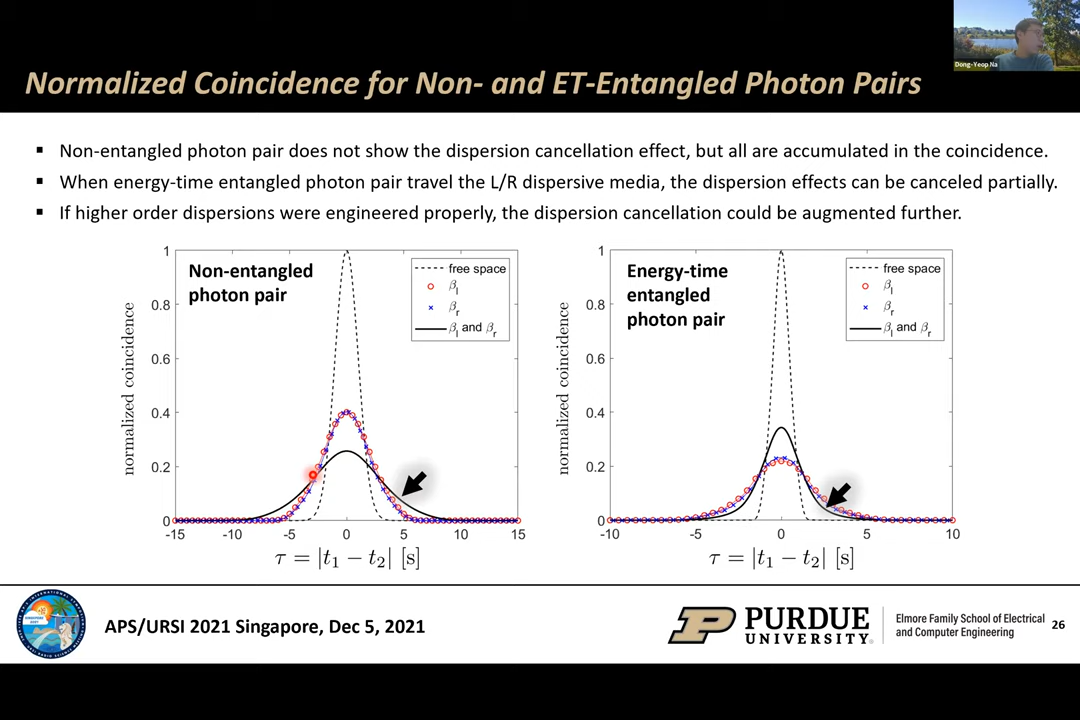 Dong-Yeop Na
Normalized Coincidence for Non- and ET-Entangled Photon Pairs
▪ Non-entangled photon pair does not show the dispersion cancellation effect, but all are accumulated in the coincidence.
▪ When energy-time entangled photon pair travel the L/R dispersive media, the dispersion effects can be canceled partially.
▪ If higher order dispersions were engineered properly, the dispersion cancellation could be augmented further.
Non-entangled
photon pair
free space
βl
βr
βl and βr
normalized coincidence
1
0.8
0.6
0.4
0.2
0
-15 -10 -5 0 5 10 15
τ = |t1 − t2| [s]
Energy-time
entangled
photon pair
free space
βl
βr
βl and βr
normalized coincidence
1
0.8
0.6
0.4
0.2
0
-10 -5 0 5 10
τ = |t1 − t2| [s]
APS/URSI 2021 Singapore, Dec 5, 2021
PURDUE
UNIVERSITY®
Elmore Family School of Electrical
and Computer Engineering
26